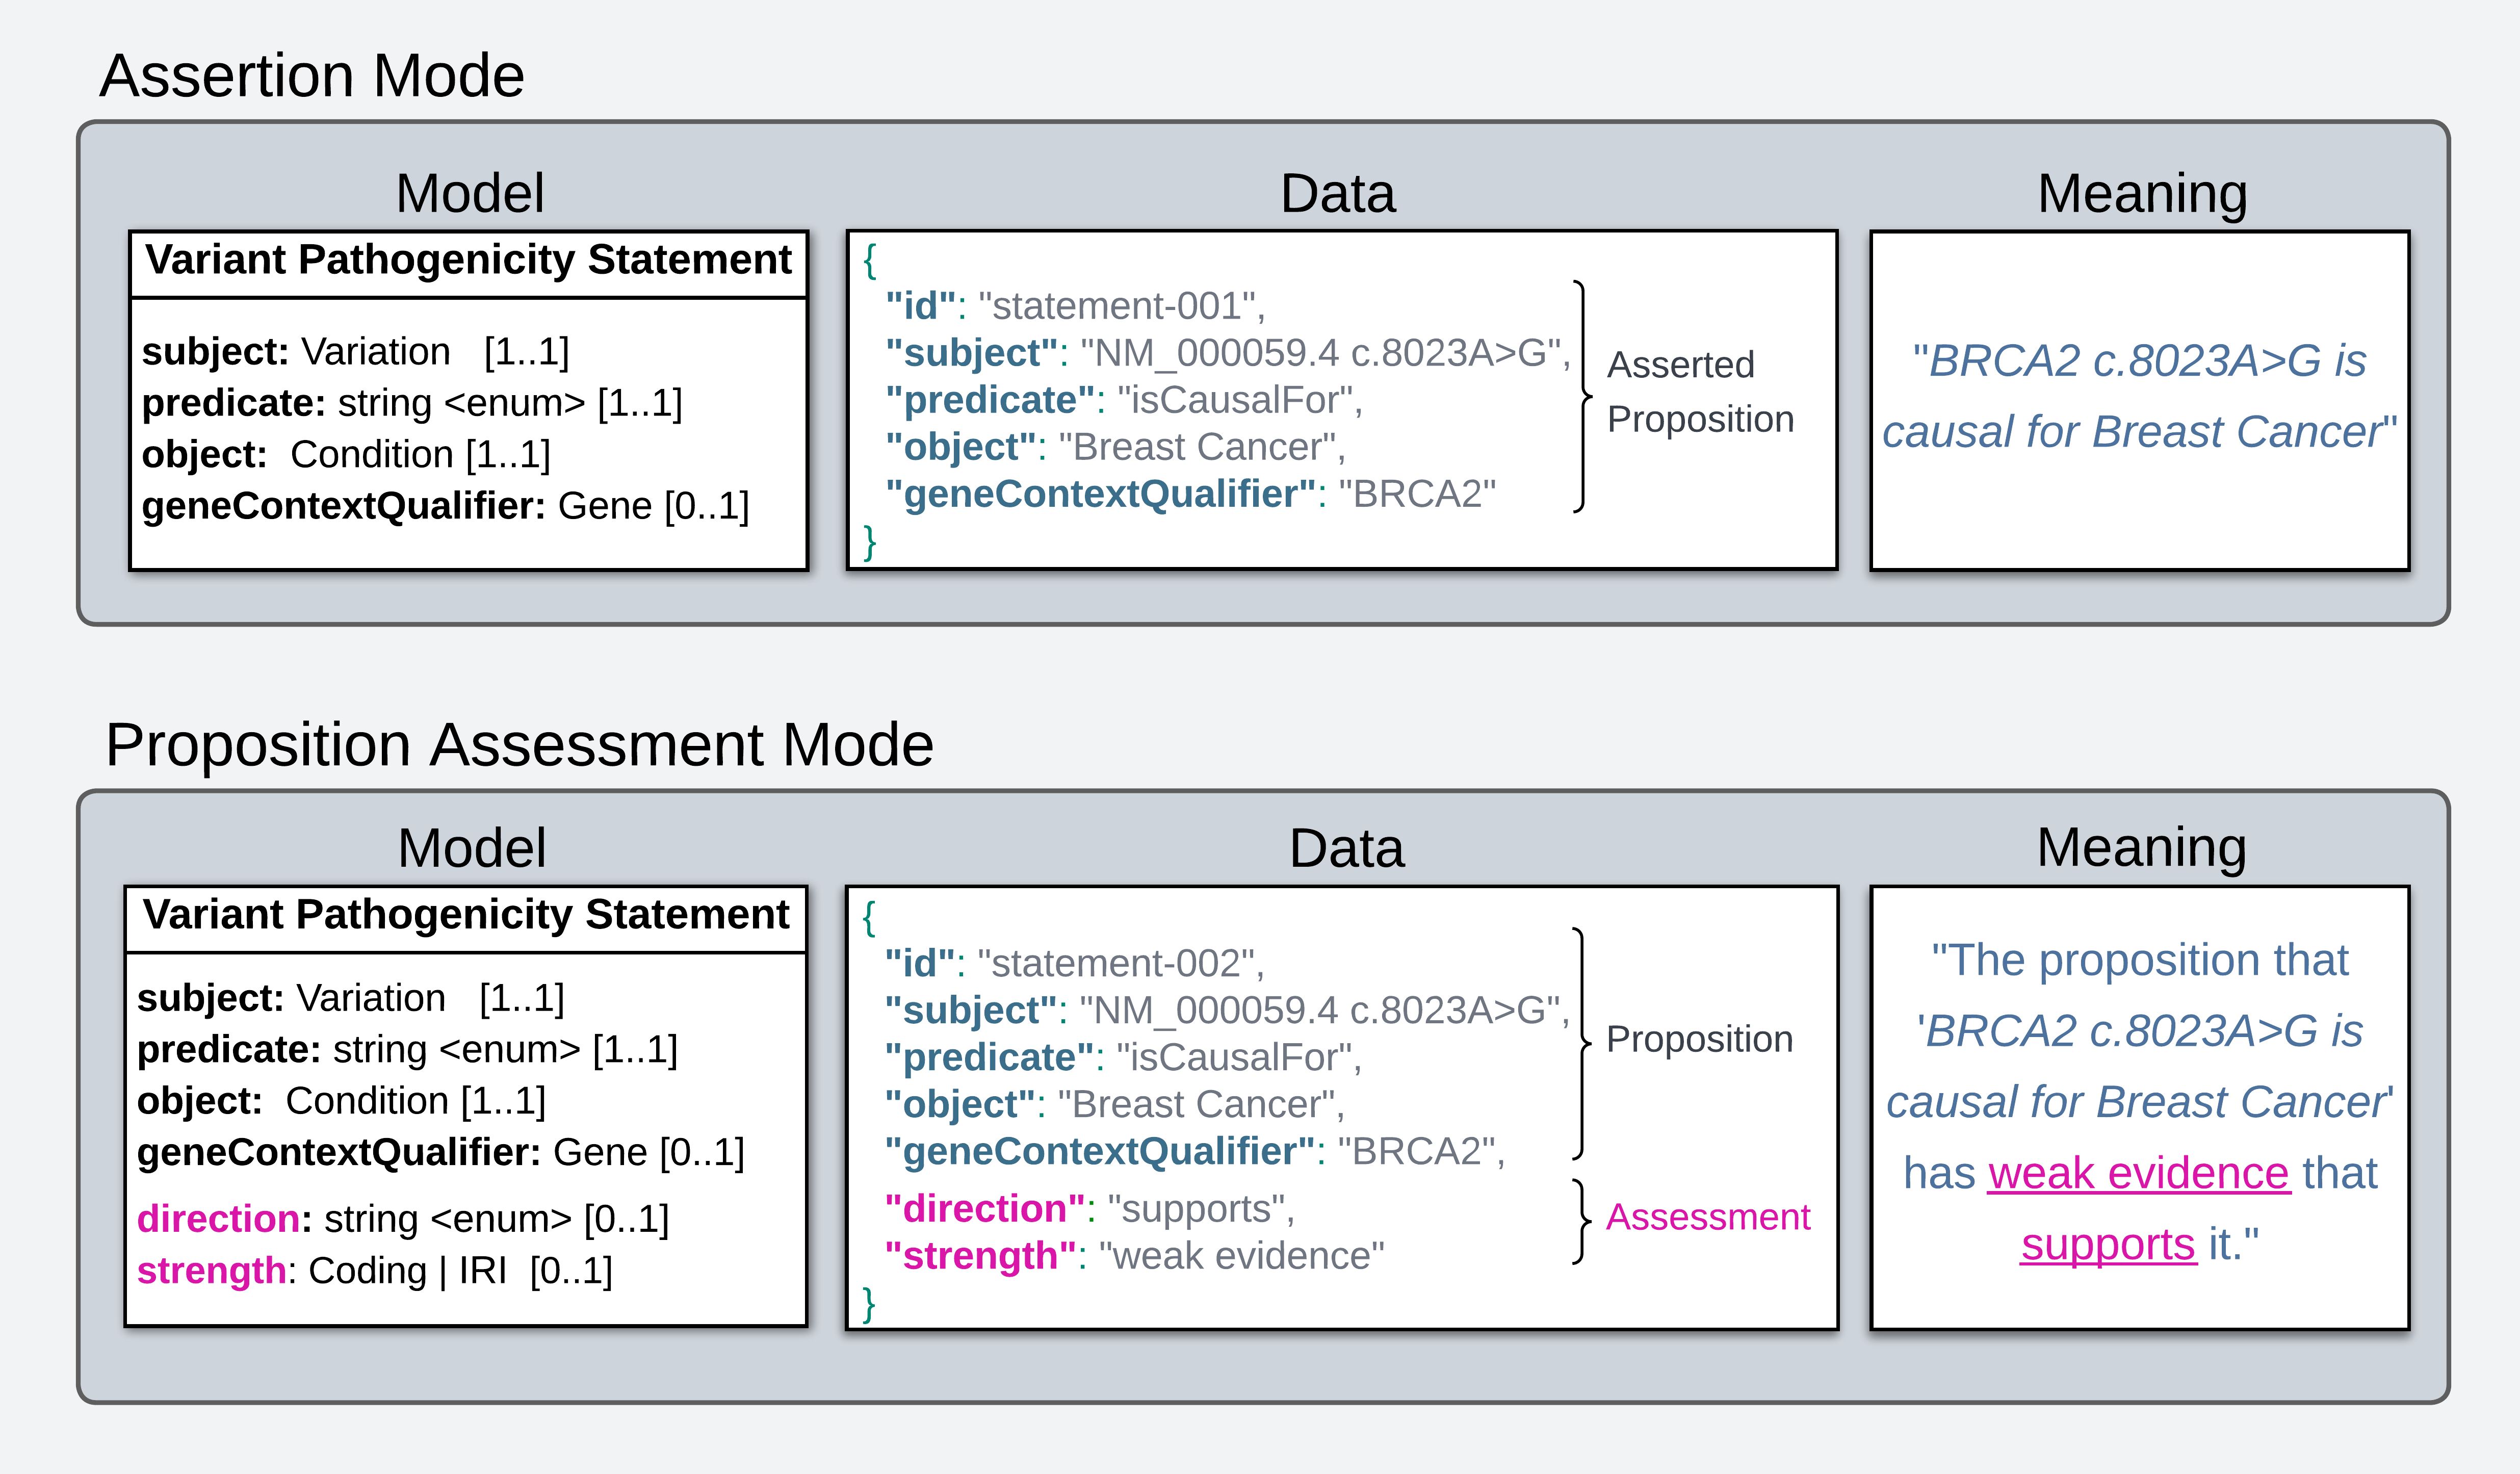 Assertion Mode
Model
Variant Pathogenicity Statement
subject: Variation [1..1]
predicate: string <enum> [1..1]
object: Condition [1..1]
geneContextQualifier: Gene [0..1]
Data
{
"id": "statement-001",
"subject": "NM_000059.4 c.8023A>G",
"predicate": "isCausalFor",
"object": "Breast Cancer",
"geneContextQualifier": "BRCA2"
}
Asserted
Proposition
Meaning
"BRCA2 c.8023A>G is
causal for Breast Cancer"
Proposition Assessment Mode
Model
Variant Pathogenicity Statement
subject: Variation [1..1]
predicate: string <enum> [1..1]
object: Condition [1..1]
geneContextQualifier: Gene [0..1]
direction: string <enum> [0..1]
strength: Coding | IRI [0..1]
Data
{
"id": "statement-002",
"subject": "NM_000059.4 c.8023A>G",
"predicate": "isCausalFor",
"object": "Breast Cancer",
"geneContextQualifier": "BRCA2",
"direction": "supports",
"strength": "weak evidence"
}
Proposition
Assessment
Meaning
"The proposition that
'BRCA2 c.8023A>G is
causal for Breast Cancer'
has weak evidence that
supports it."